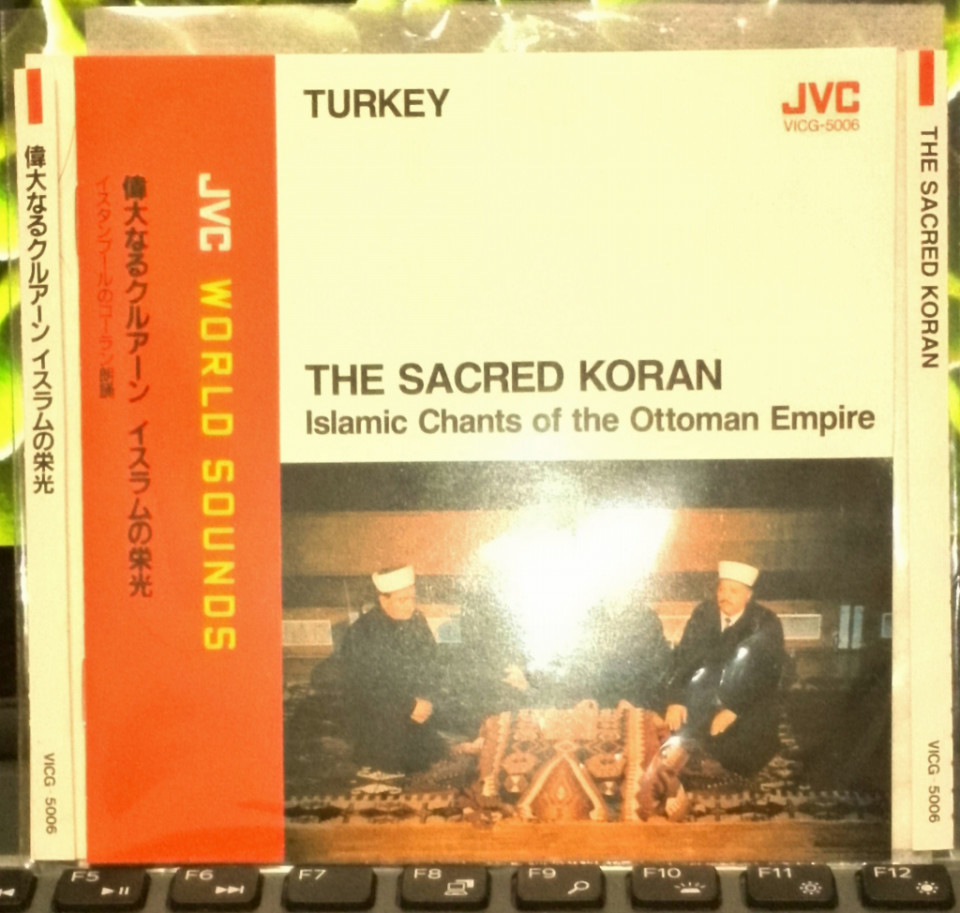 偉大なるクルアーン イスラムの栄光
VICG 5006
イスタンブールのコーラン朗誦
偉大なるクルアーン イスラムの栄光
JVC WORLD SOUNDS
TURKEY
JVC
VICG-5006
THE SACRED KORAN
Islamic Chants of the Ottoman Empire
THE SACRED KORAN
VICG 5006
F5
F6
F7
F8
F9
F10
F11
F12